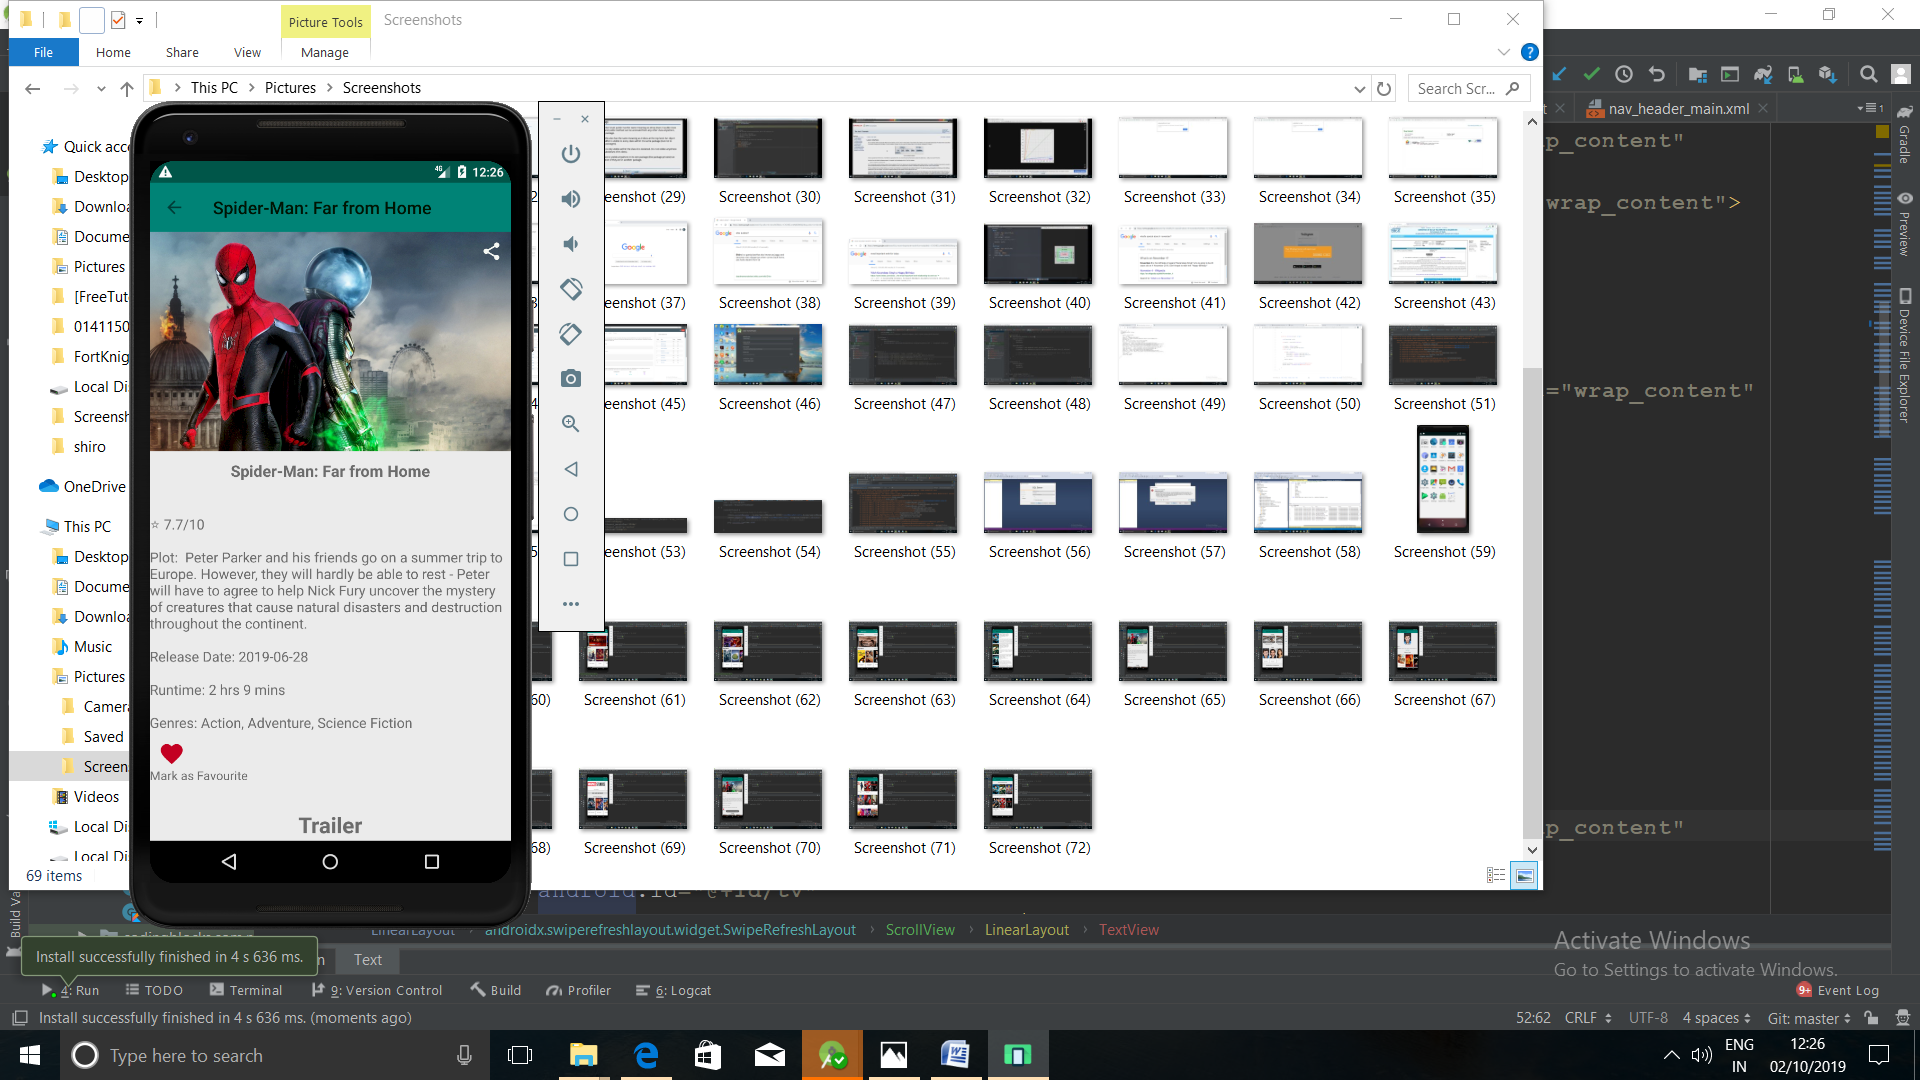 Picture Tools
Screenshots
File
Home
Share
View
Manage
This PC
Pictures
Screenshots
Search Scr...
nav_header_main.xml
Quick acc
Desktop
Downloa
Docume
Pictures
[FreeTut
0141150
FortKnig
Local Di
Screensh
shiro
OneDrive
This PC
Desktop
Docume
Downloa
Music
Pictures
Camera
Saved
Screens
Videos
Local Di
Local Di
69 items
12:26
Spider-Man: Far from Home
Spider-Man: Far from Home
☆ 7.7/10
Plot: Peter Parker and his friends go on a summer trip to
Europe. However, they will hardly be able to rest - Peter
will have to agree to help Nick Fury uncover the mystery
of creatures that cause natural disasters and destruction
throughout the continent.
Release Date: 2019-06-28
Runtime: 2 hrs 9 mins
Genres: Action, Adventure, Science Fiction
Mark as Favourite
Trailer
eenshot (29)
Screenshot (30)
Screenshot (31)
Screenshot (32)
Screenshot (33)
Screenshot (34)
Screenshot (35)
eenshot (37)
Screenshot (38)
Screenshot (39)
Screenshot (40)
Screenshot (41)
Screenshot (42)
Screenshot (43)
eenshot (45)
Screenshot (46)
Screenshot (47)
Screenshot (48)
Screenshot (49)
Screenshot (50)
Screenshot (51)
eenshot (53)
Screenshot (54)
Screenshot (55)
Screenshot (56)
Screenshot (57)
Screenshot (58)
Screenshot (59)
60)
Screenshot (61)
Screenshot (62)
Screenshot (63)
Screenshot (64)
Screenshot (65)
Screenshot (66)
Screenshot (67)
68)
Screenshot (69)
Screenshot (70)
Screenshot (71)
Screenshot (72)
p_content"
wrap_content">
="wrap_content"
p_content"
Gradle
Preview
Device File Explorer
Build Va
LinearLayout
androidx.swiperefreshlayout.widget.SwipeRefreshLayout
ScrollView
LinearLayout
TextView
Install successfully finished in 4 s 636 ms.
Text
Activate Windows
Go to Settings to activate Windows.
4: Run
TODO
Terminal
9: Version Control
Build
Profiler
6: Logcat
9+ Event Log
Install successfully finished in 4 s 636 ms. (moments ago)
52:62
CRLF
UTF-8
4 spaces
Git: master
Type here to search
ENG
IN
12:26
02/10/2019